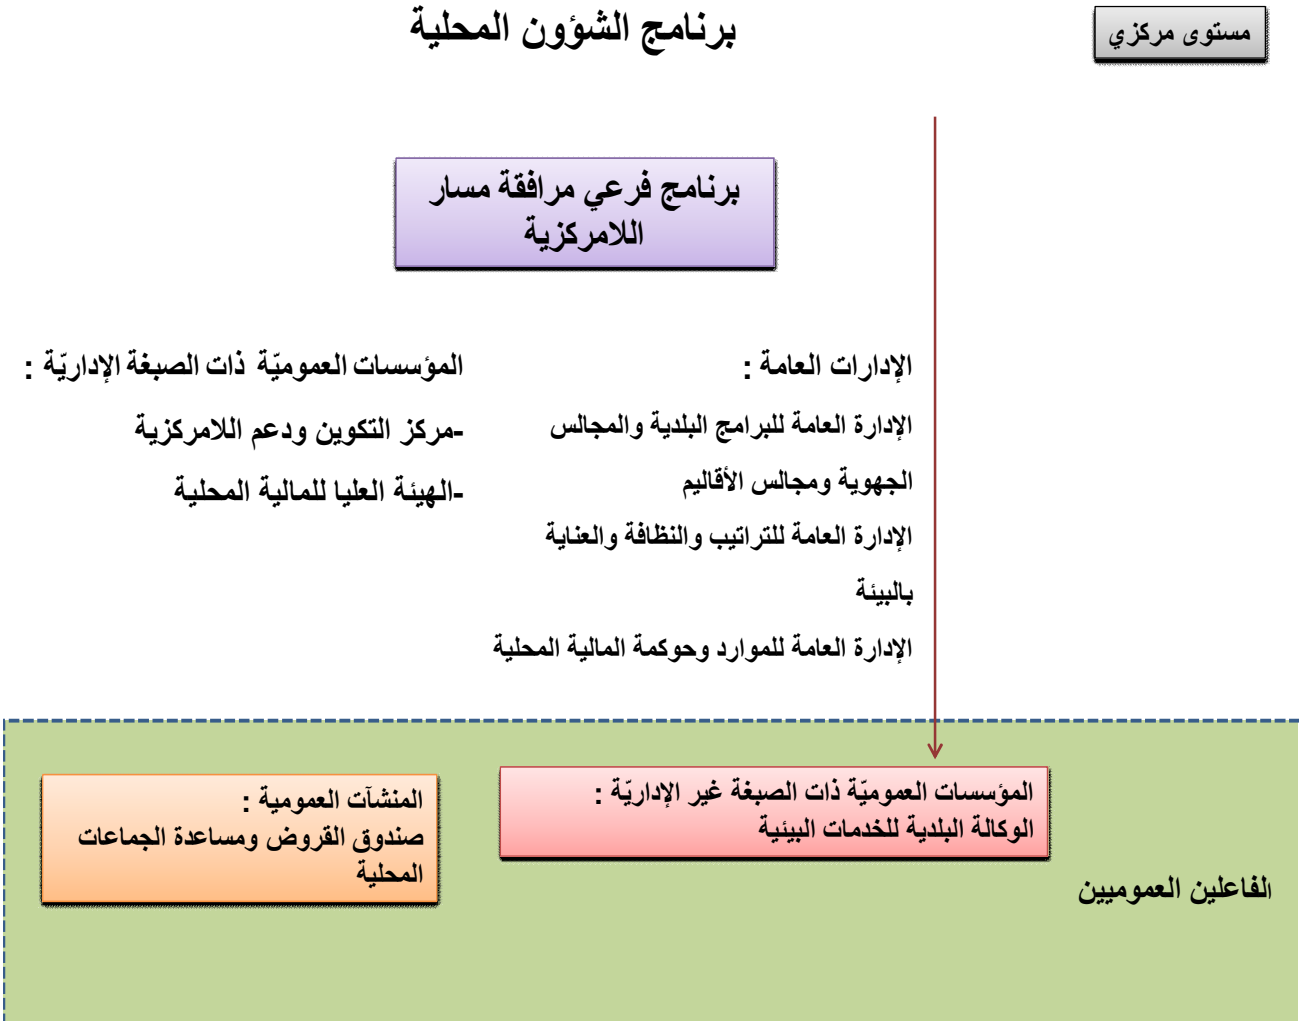 مستوى مركزي
برنامج الشؤون المحلية
برنامج فرعي مرافقة مسار
اللامركزية
الإدارات العامة :
الإدارة العامة للبرامج البلدية والمجالس
الجهوية ومجالس الأقاليم
الإدارة العامة للتراتيب والنظافة والعناية
بالبيئة
الإدارة العامة للموارد وحوكمة المالية المحلية
المؤسسات العموميّة ذات الصبغة الإداريّة :
-مركز التكوين ودعم اللامركزية
-الهيئة العليا للمالية المحلية
المؤسسات العموميّة ذات الصبغة غير الإداريّة :
الوكالة البلدية للخدمات البيئية
المنشآت العمومية :
صندوق القروض ومساعدة الجماعات
المحلية
الفاعلين العموميين